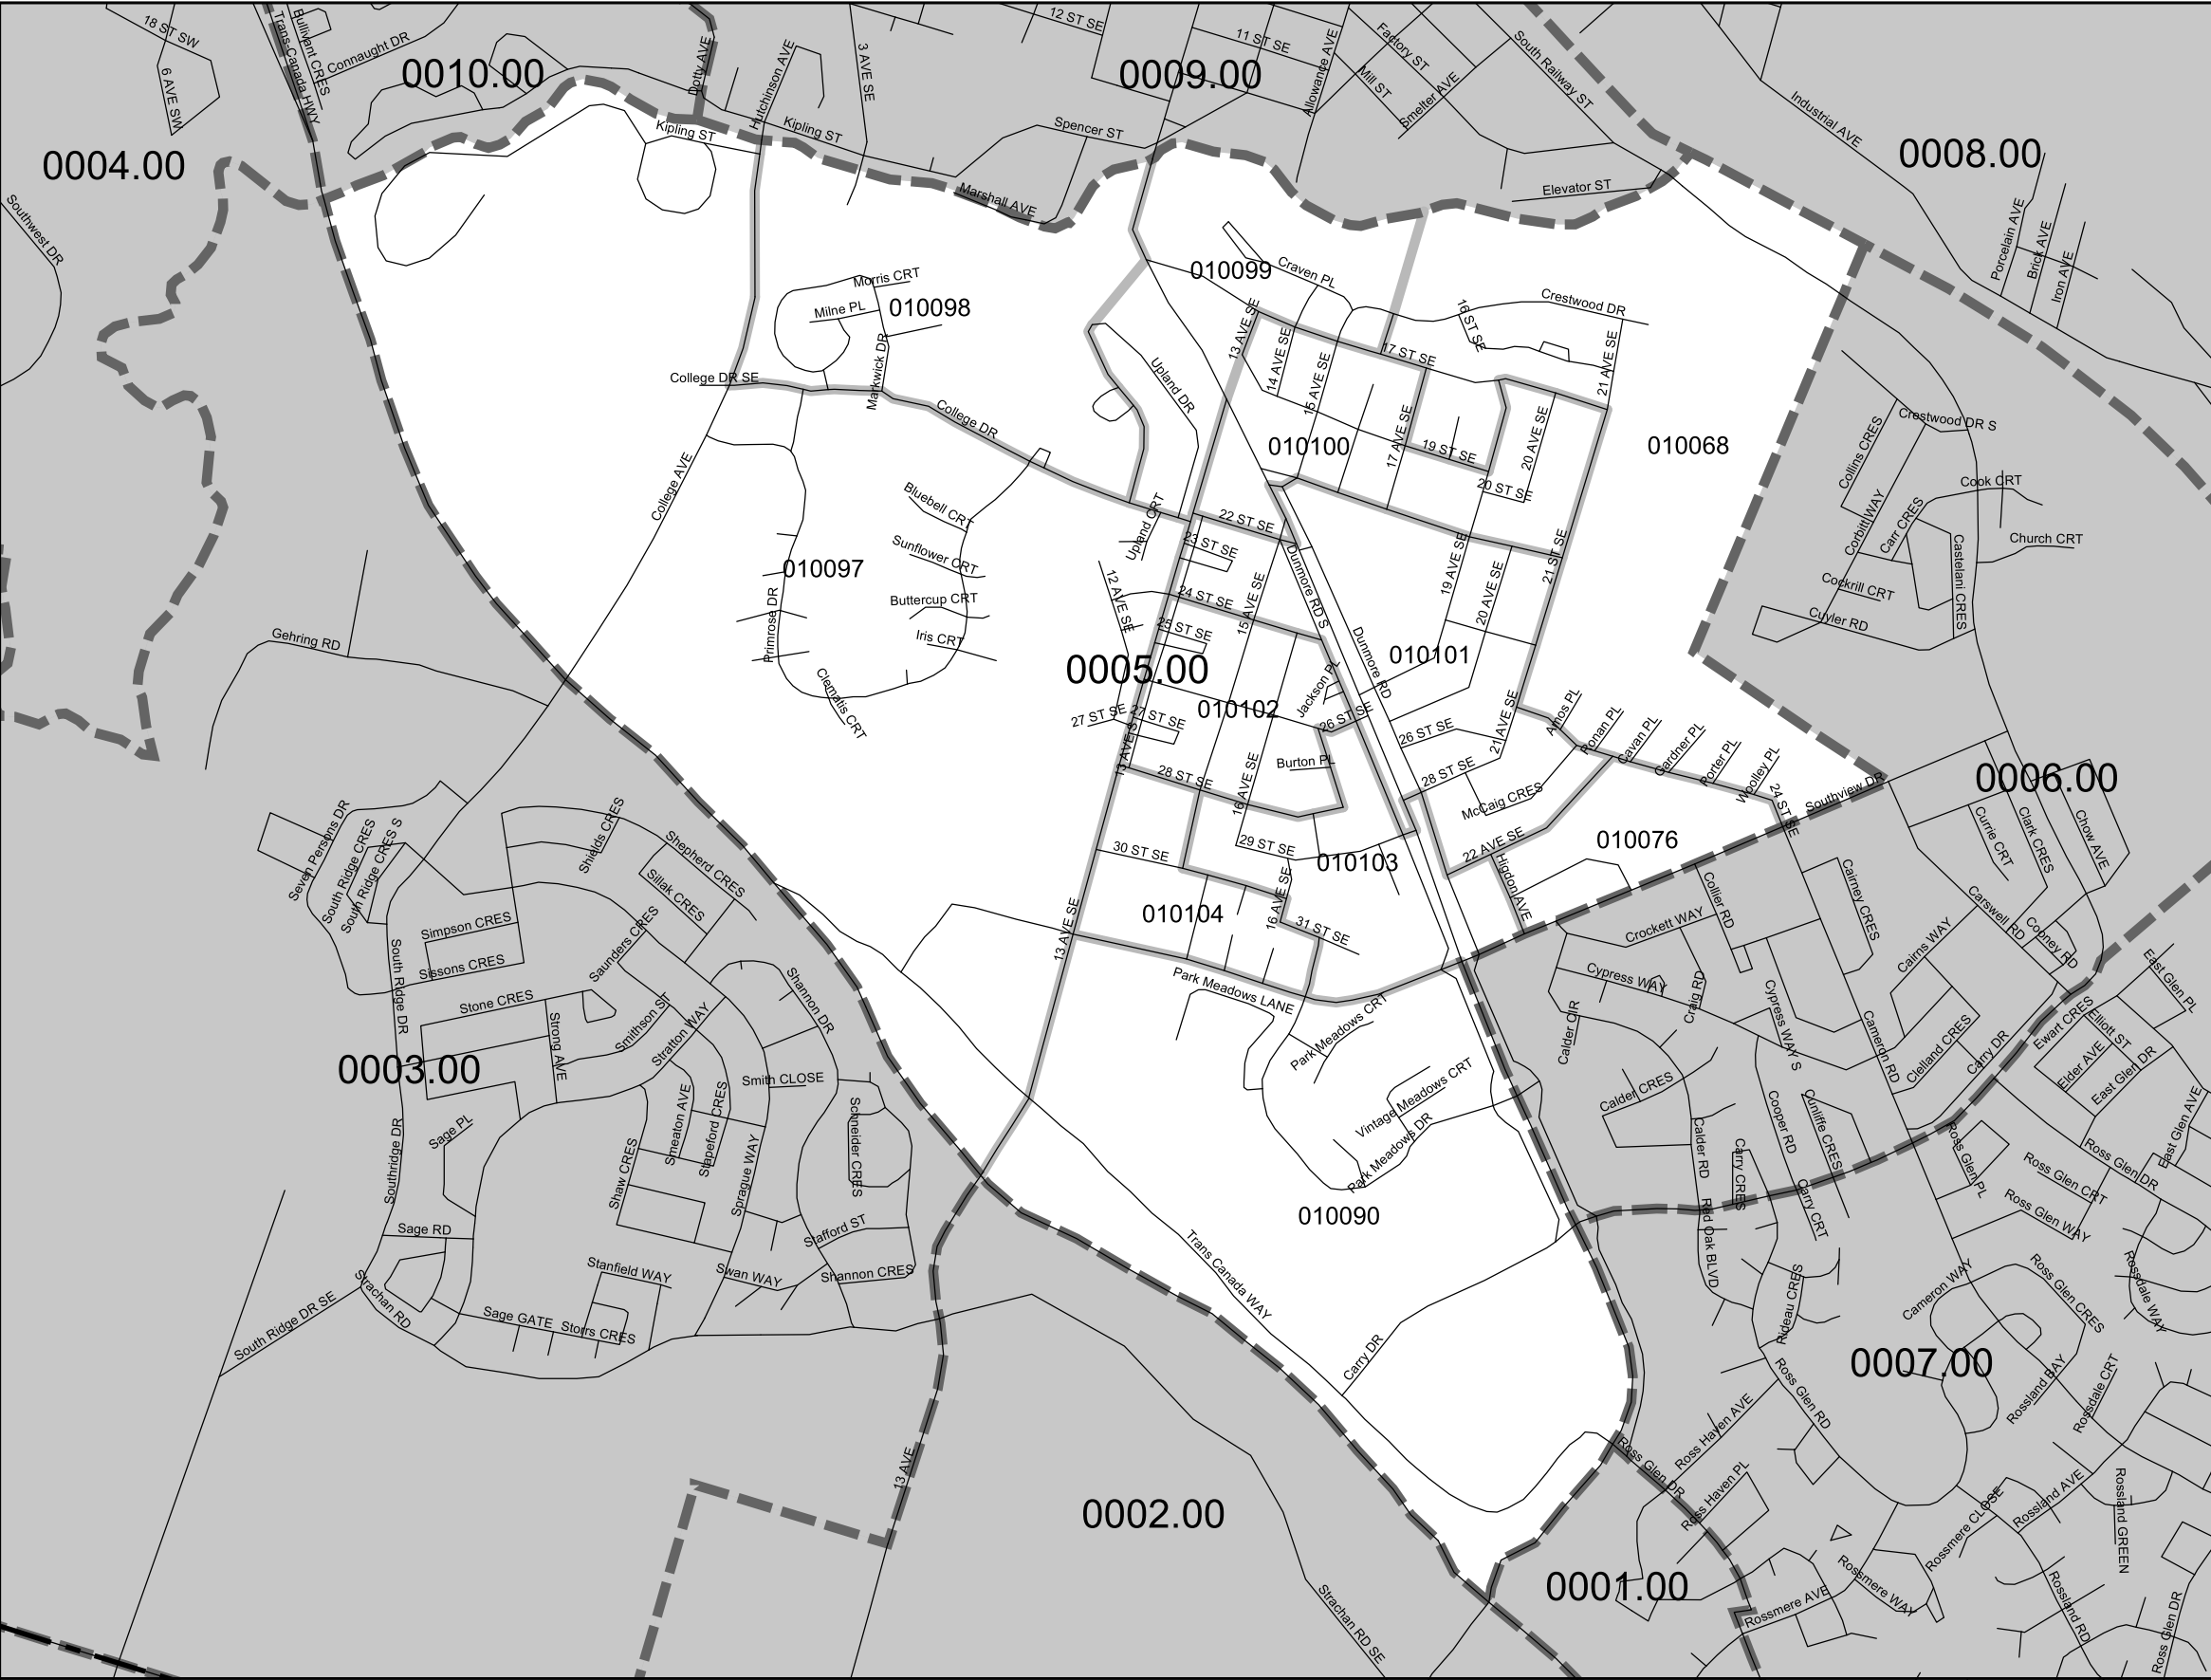 18 ST SW
6 AVE SW
Trans-Canada HWY
Bullivant CRES
Connaught DR
0010.00
Dotty AVE
Hutchinson AVE
3 AVE SE
12 ST SE
11 ST SE
0009.00
Allowance AVE
Factory ST
Mill ST
Smelter AVE
South Railway ST
Industrial AVE
0008.00
0004.00
Kipling ST
Kipling ST
Spencer ST
Marshall AVE
Elevator ST
Porcelain AVE
Brick AVE
Iron AVE
Southwest DR
010099
Craven PL
Morris CRT
Milne PL
010098
Markwick DR
13 AVE SE
14 AVE SE
15 AVE SE
16 ST SE
17 ST SE
Crestwood DR
21 AVE SE
College DR SE
College DR
Upland DR
010100
17 AVE SE
19 ST SE
20 AVE SE
20 ST SE
010068
Crestwood DR S
Collins CRES
Cook CRT
Corbitt WAY
Carr CRES
Castelani CRES
Church CRT
Cockrill CRT
Cuyler RD
College AVE
Bluebell CRT
Sunflower CRT
Buttercup CRT
Iris CRT
010097
Primrose DR
Clematis CRT
Upland CRT
22 ST SE
23 ST SE
24 ST SE
25 ST SE
12 AVE SE
15 AVE SE
Dunmore RD S
Dunmore RD
19 AVE SE
20 AVE SE
21 ST SE
010101
0005.00
Gehring RD
010102
Jackson PL
26 ST SE
26 ST SE
27 ST SE
27 ST SE
13 AVE S
21 AVE SE
Amos PL
Ronan PL
Cavan PL
Gardner PL
Porter PL
Woolley PL
24 ST SE
Southview DR
0006.00
28 ST SE
28 ST SE
16 AVE SE
Burton PL
McCaig CRES
22 AVE SE
010076
Higdon AVE
Currie CRT
Clark CRES
Chow AVE
Seven Persons DR
South Ridge CRES
South Ridge CRES S
Shields CRES
Shepherd CRES
Sillak CRES
Simpson CRES
Sissons CRES
Saunders CRES
30 ST SE
29 ST SE
010103
16 AVE SE
31 ST SE
010104
13 AVE SE
Park Meadows LANE
Collier RD
Crockett WAY
Cypress WAY
Craig RD
Cypress WAY S
Cairney CRES
Cairns WAY
Carswell RD
Cooney RD
East Glen PL
Stone CRES
Strong AVE
Smithson ST
Stratton WAY
Shannon DR
South Ridge DR
0003.00
Smith CLOSE
Park Meadows CRT
Vintage Meadows CRT
Park Meadows DR
Calder CIR
Calder CRES
Calder RD
Cooper RD
Cunliffe CRES
Cameron RD
Clelland CRES
Carry DR
Ewart CRES
Elliott ST
Elder AVE
East Glen DR
East Glen AVE
Sage PL
Smeaton AVE
Stapeford CRES
Schneider CRES
Shaw CRES
Sprague WAY
Southridge DR
Sage RD
Stafford ST
Swan WAY
Shannon CRES
Stanfield WAY
Sage GATE
Storrs CRES
Strachan RD
South Ridge DR SE
010090
Trans Canada WAY
Carry DR
Carry CRES
Carry CRT
Red Oak BLVD
Rideau CRES
Ross Glen PL
Ross Glen DR
Ross Glen CRT
Ross Glen WAY
Rossdale WAY
Cameron WAY
Ross Glen CRES
0007.00
Ross Glen RD
Rossland BAY
Rossdale CRT
Ross Haven AVE
Ross Haven PL
Ross Glen DR
13 AVE
0002.00
0001.00
Strachan RD SE
Rossmere AVE
Rossmere WAY
Rossmere CLOSE
Rossland AVE
Rossland GREEN
Rossland RD
Ross Glen DR